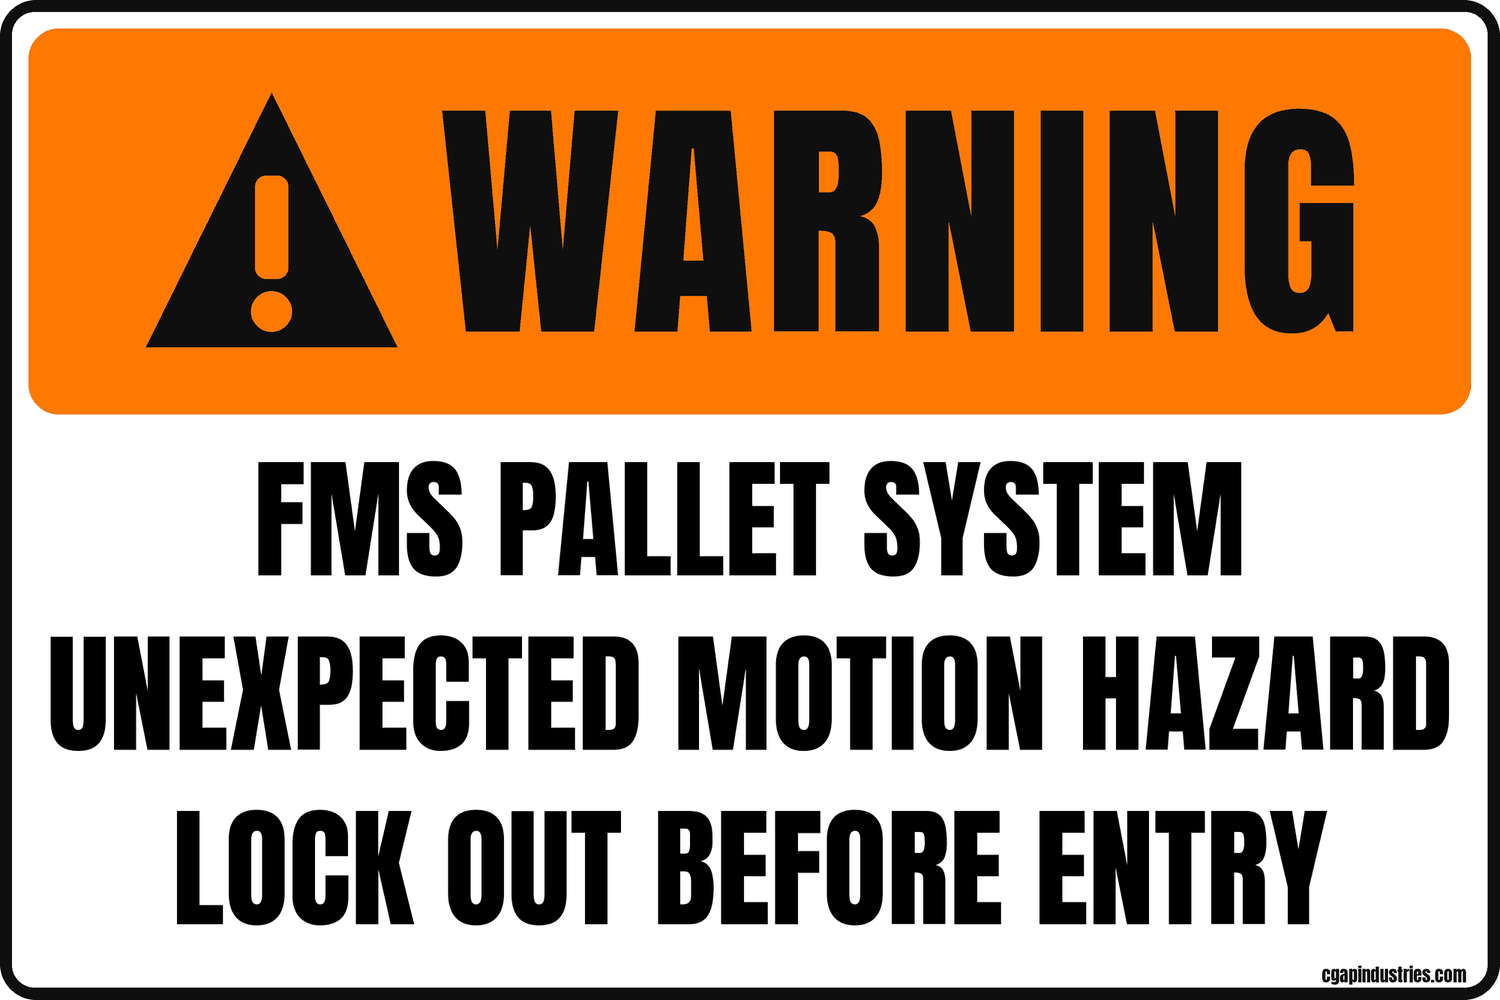 WARNING
FMS PALLET SYSTEM
UNEXPECTED MOTION HAZARD
LOCK OUT BEFORE ENTRY
cgapindustries.com